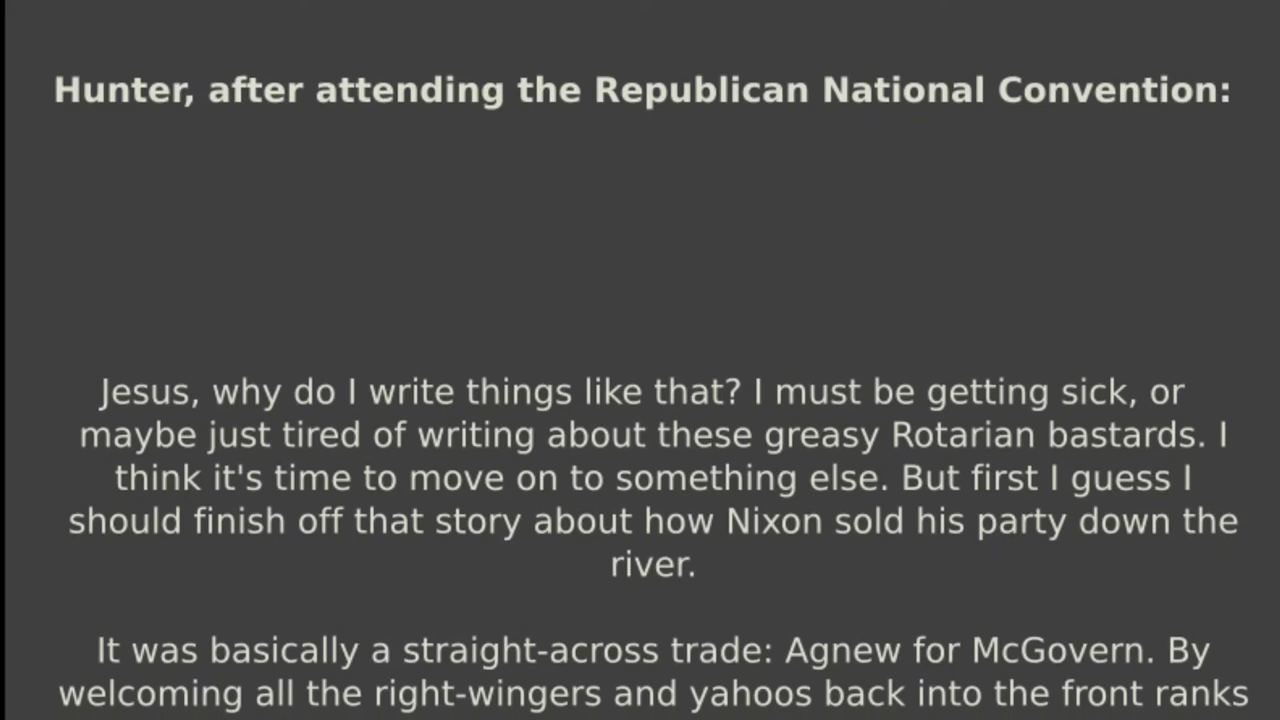 Hunter, after attending the Republican National Convention:
Jesus, why do I write things like that? I must be getting sick, or
maybe just tired of writing about these greasy Rotarian bastards. I
think it's time to move on to something else. But first I guess I
should finish off that story about how Nixon sold his party down the
river.
It was basically a straight-across trade: Agnew for McGovern. By
welcoming all the right-wingers and yahoos back into the front ranks